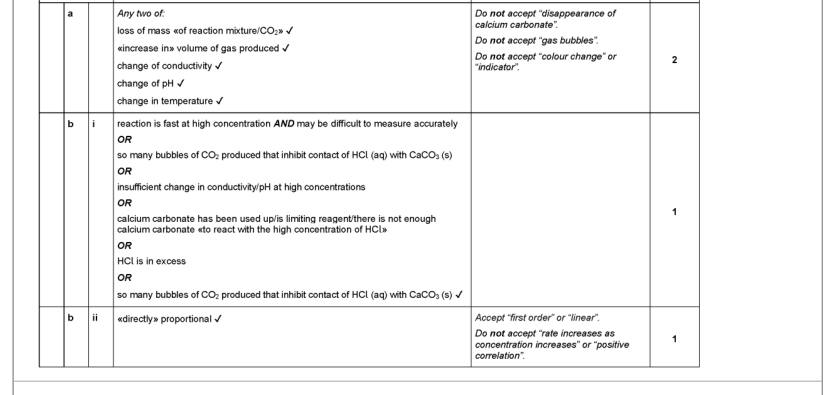 a
Any two of:
loss of mass «of reaction mixture/CO₂» ✓
«increase in» volume of gas produced ✓
change of conductivity ✓
change of pH ✓
change in temperature ✓
Do not accept “disappearance of
calcium carbonate”.
Do not accept “gas bubbles”.
Do not accept “colour change” or
“indicator”.
2
b i
reaction is fast at high concentration AND may be difficult to measure accurately
OR
so many bubbles of CO₂ produced that inhibit contact of HCl (aq) with CaCO₃ (s)
OR
insufficient change in conductivity/pH at high concentrations
OR
calcium carbonate has been used up/is limiting reagent/there is not enough
calcium carbonate «to react with the high concentration of HCl»
OR
HCl is in excess
OR
so many bubbles of CO₂ produced that inhibit contact of HCl (aq) with CaCO₃ (s) ✓
1
b ii
«directly» proportional ✓
Accept “first order” or “linear”.
Do not accept “rate increases as
concentration increases” or “positive
correlation”.
1